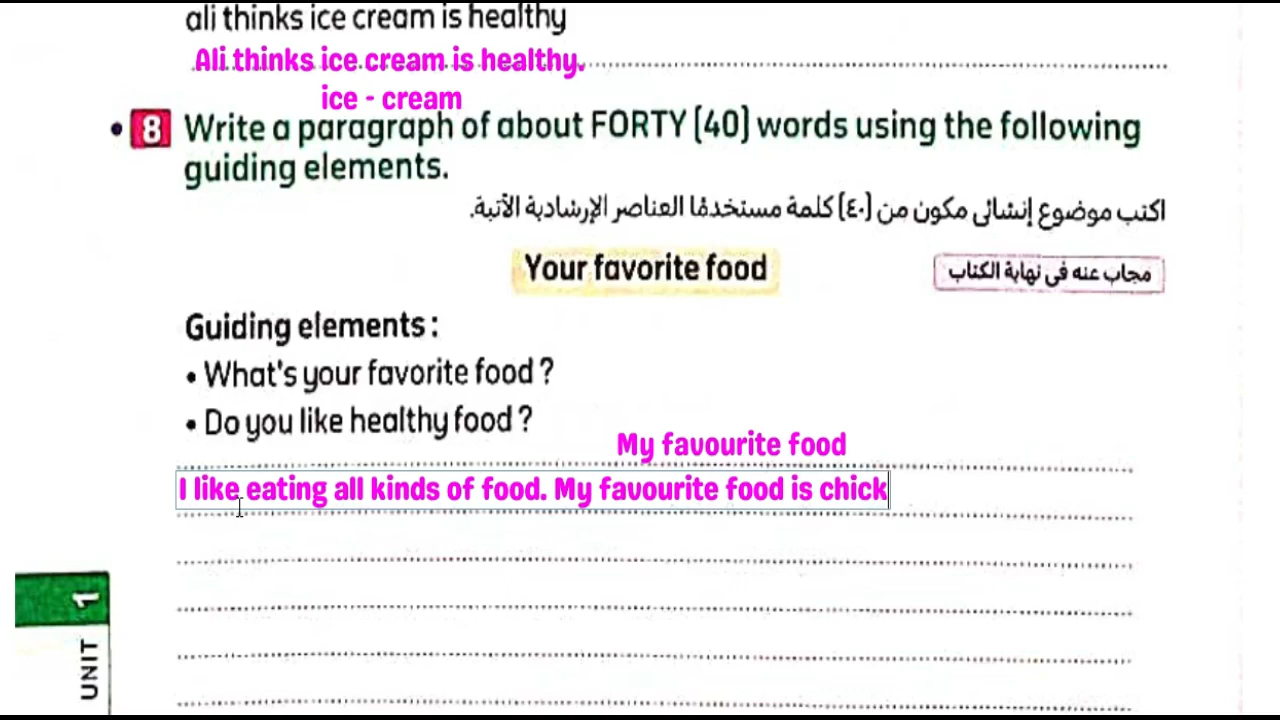 ali thinks ice cream is healthy
Ali thinks ice cream is healthy.
ice - cream
8 Write a paragraph of about FORTY (40) words using the following
guiding elements.
اكتب موضوع إنشائى مكون من (٤٠) كلمة مستخدمًا العناصر الإرشادية الآتية.
Your favorite food
مجاب عنه فى نهاية الكتاب
Guiding elements :
• What's your favorite food ?
• Do you like healthy food ?
My favourite food
I like eating all kinds of food. My favourite food is chick
UNIT 1